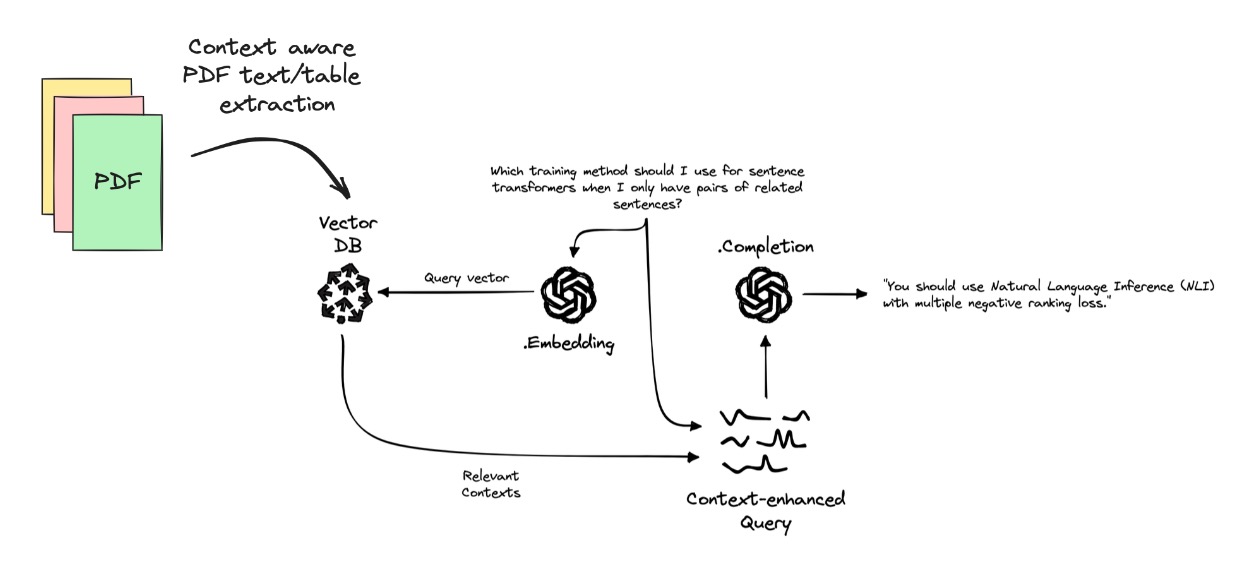 Context aware
PDF text/table
extraction
PDF
Which training method should I use for sentence
transformers when I only have pairs of related
sentences?
Vector
DB
.Completion
Query vector
"You should use Natural Language Inference (NLI)
with multiple negative ranking loss."
.Embedding
Relevant
Contexts
Context-enhanced
Query